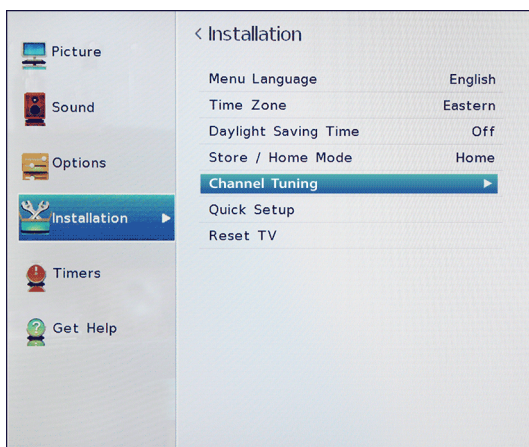 Picture
Sound
Options
Installation
Timers
Get Help
< Installation
Menu Language English
Time Zone Eastern
Daylight Saving Time Off
Store / Home Mode Home
Channel Tuning
Quick Setup
Reset TV